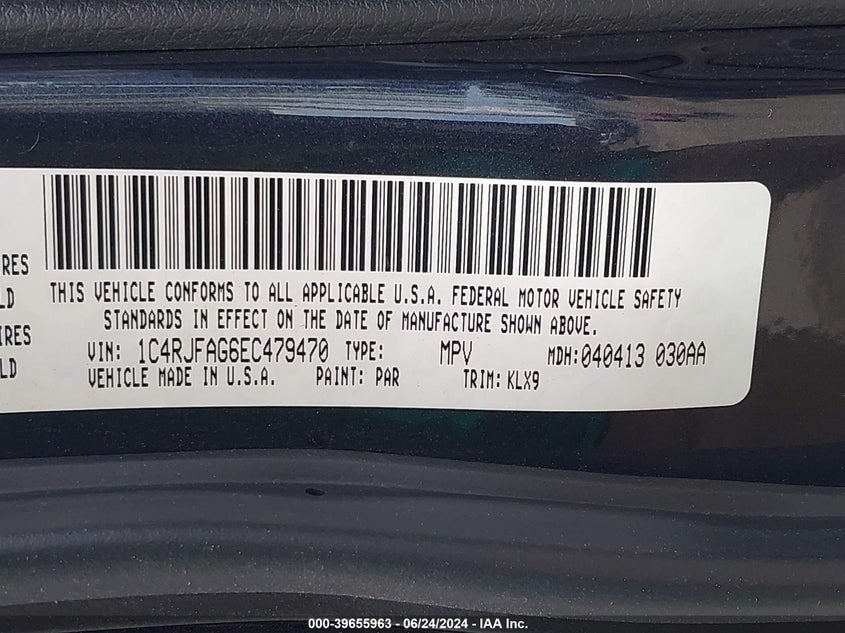 RES
THIS VEHICLE CONFORMS TO ALL APPLICABLE U.S.A. FEDERAL MOTOR VEHICLE SAFETY
LD
STANDARDS IN EFFECT ON THE DATE OF MANUFACTURE SHOWN ABOVE.
IRES
VIN: 1C4RJFAG6EC479470 TYPE: MPV MDH:040413 030AA
LD
VEHICLE MADE IN U.S.A. PAINT: PAR TRIM: KLX9
000-39655963 - 06/24/2024 - IAA Inc.